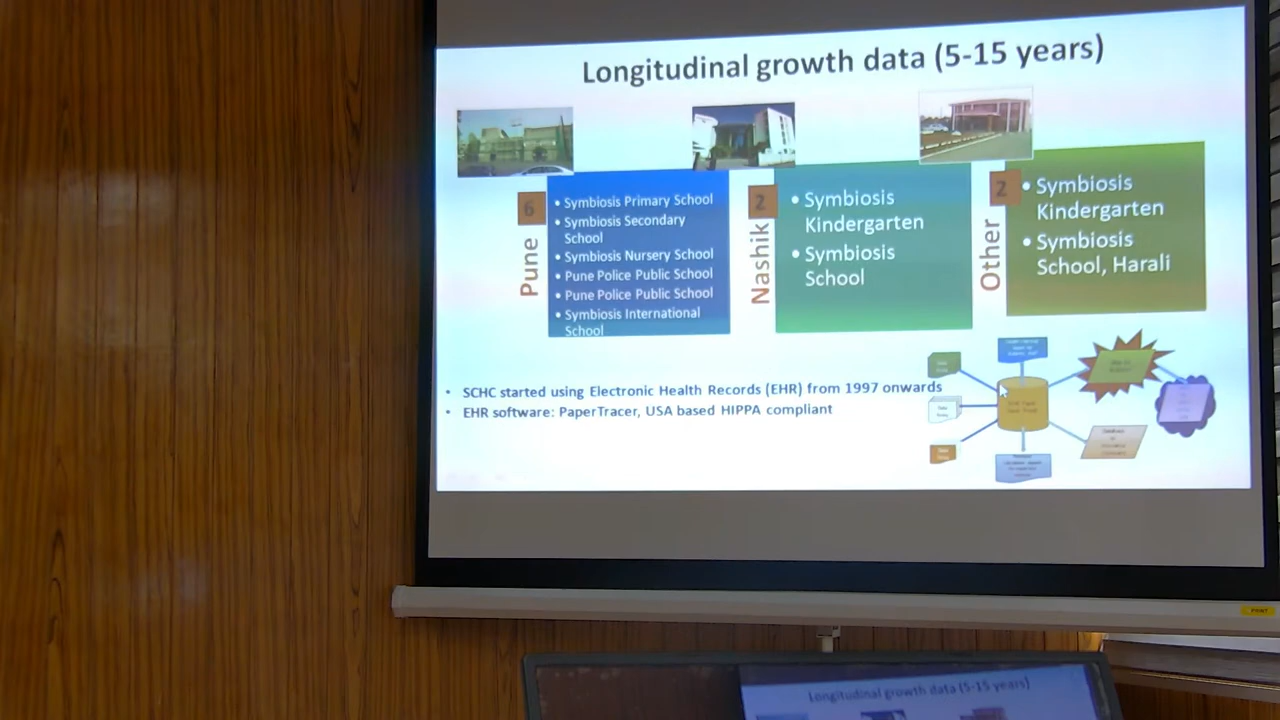 Longitudinal growth data (5-15 years)
6
Pune
• Symbiosis Primary School
• Symbiosis Secondary
School
• Symbiosis Nursery School
• Pune Police Public School
• Pune Police Public School
• Symbiosis International
School
2
Nashik
• Symbiosis
Kindergarten
• Symbiosis
School
2
Other
• Symbiosis
Kindergarten
• Symbiosis
School, Harali
• SCHC started using Electronic Health Records (EHR) from 1997 onwards
• EHR software: PaperTracer, USA based HIPPA compliant
Longitudinal growth data (5-15 years)